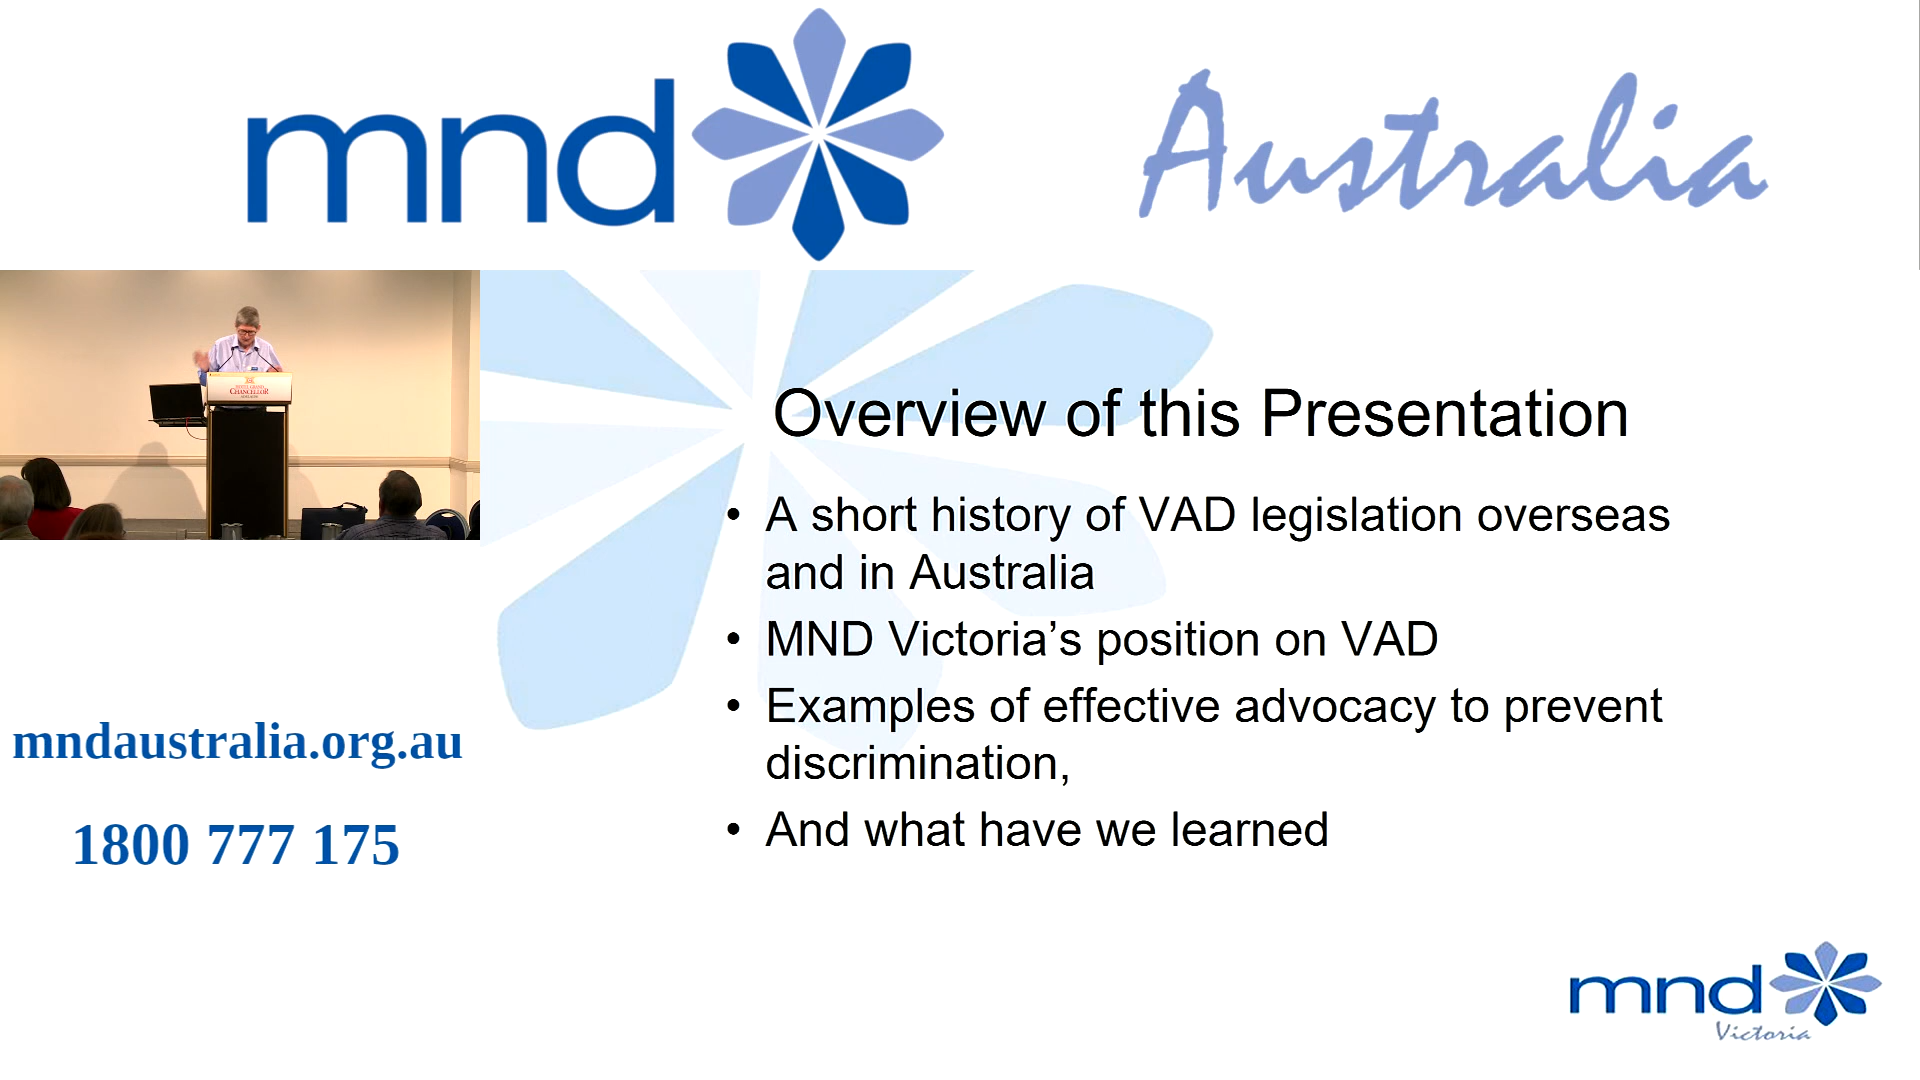 mnd Australia
CHANCELLOR
Overview of this Presentation
• A short history of VAD legislation overseas
and in Australia
• MND Victoria’s position on VAD
• Examples of effective advocacy to prevent
discrimination,
• And what have we learned
mndaustralia.org.au
1800 777 175
mnd
Victoria